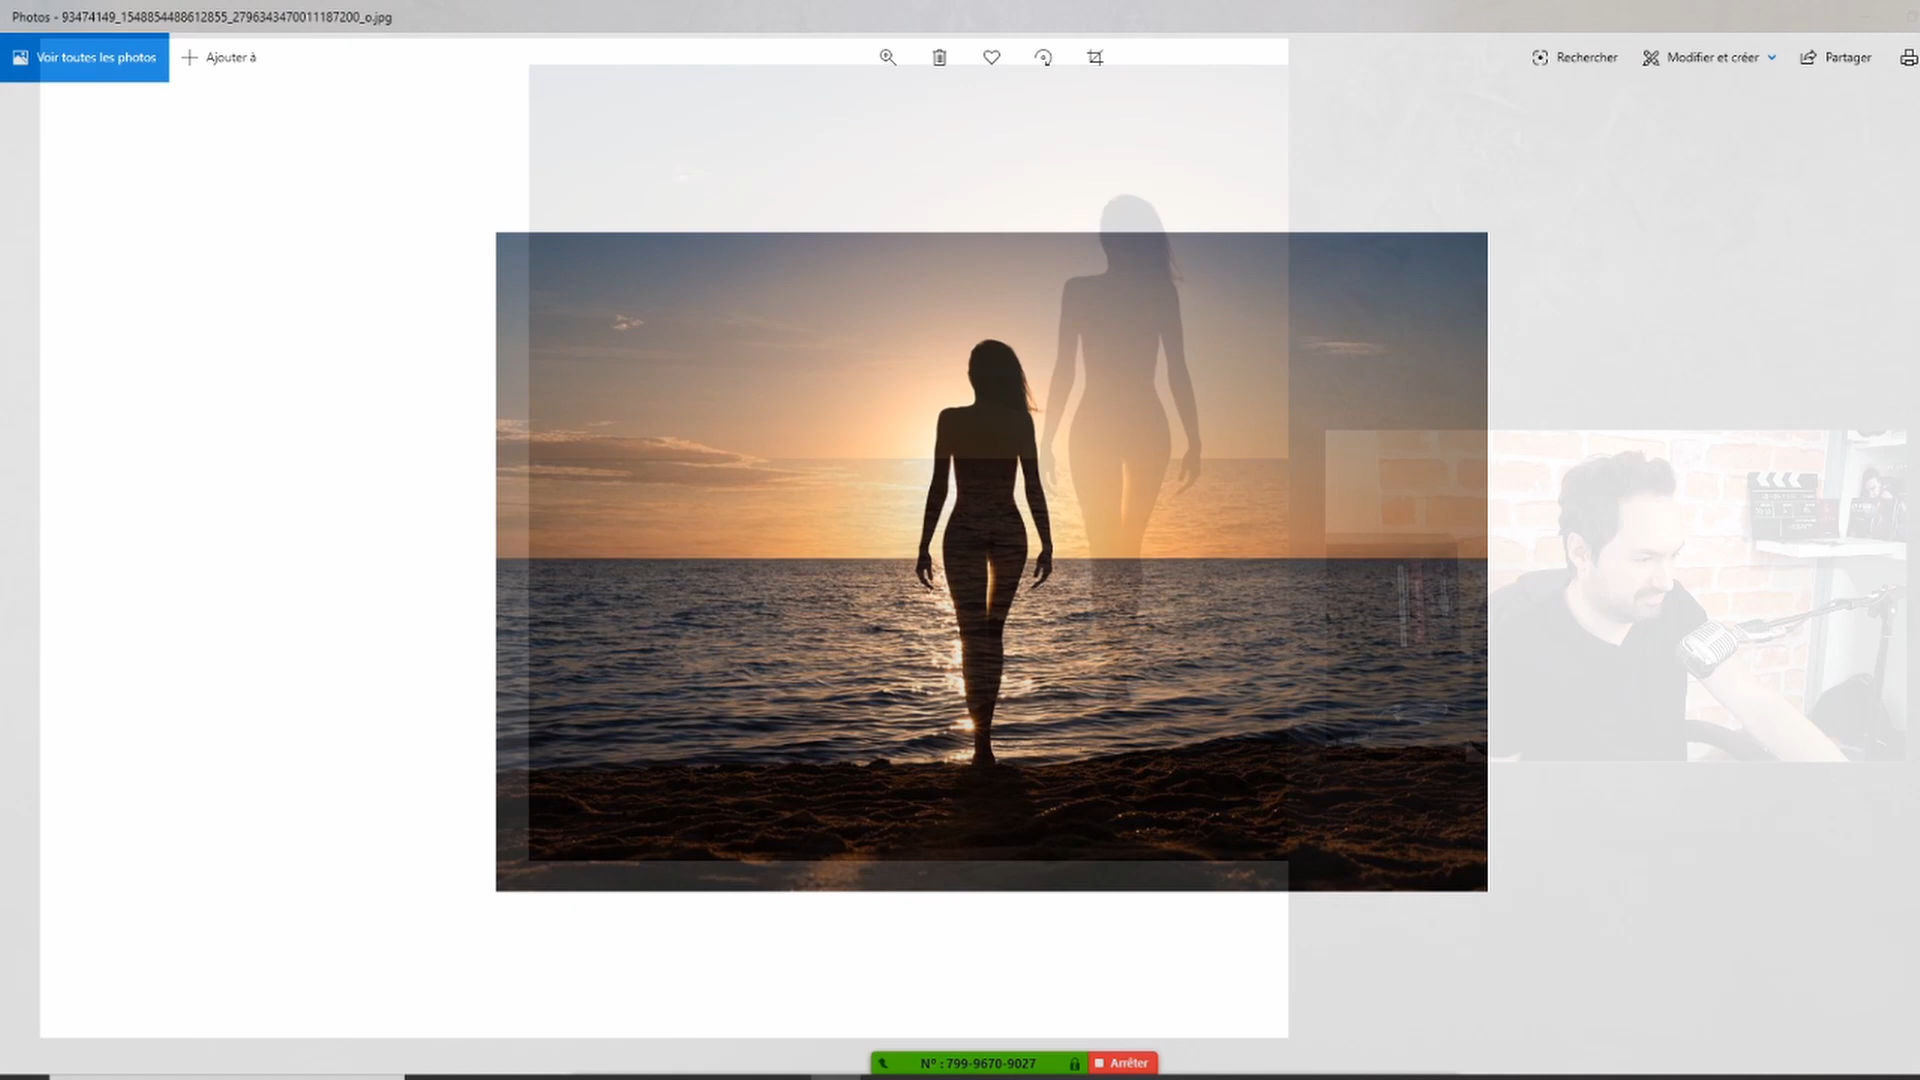 Photos - 93474149_1548854488612855_2796343470011187200_o.jpg
Voir toutes les photos
Ajouter à
Rechercher
Modifier et créer
Partager
N° : 799-9670-9027
Arrêter